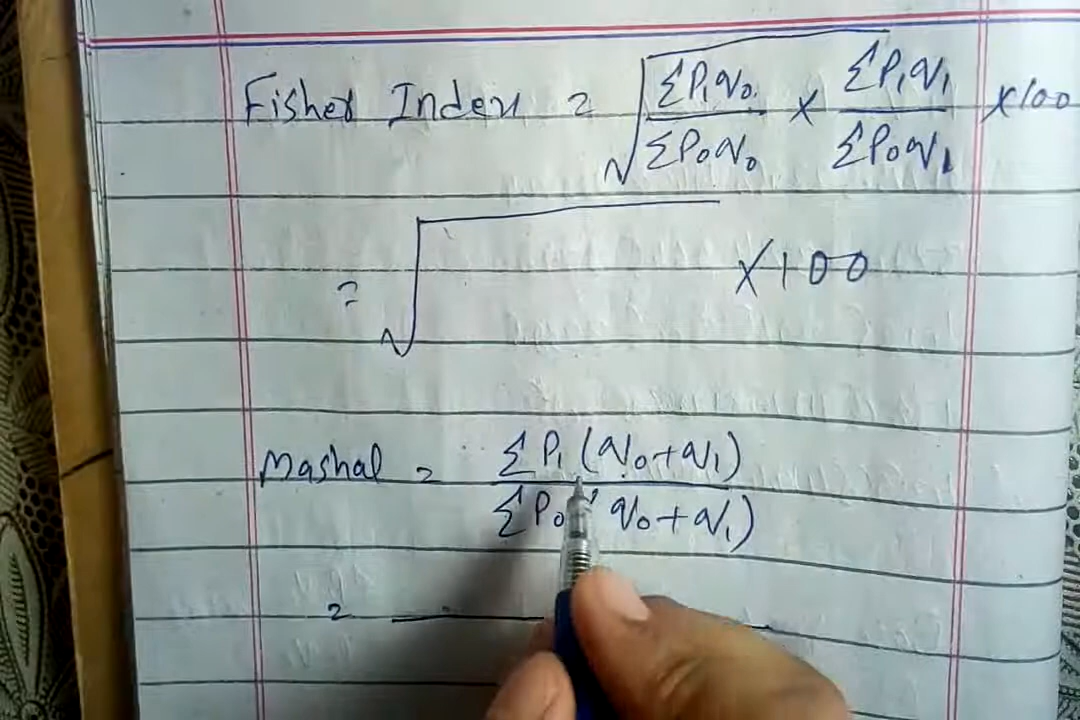 Fisher Index = √ ΣP₁q₀ / ΣP₀q₀ × ΣP₁q₁ / ΣP₀q₁ ×100
= √ ×100
Mashal = ΣP₁(q₀+q₁) / ΣP₀(q₀+q₁)
=